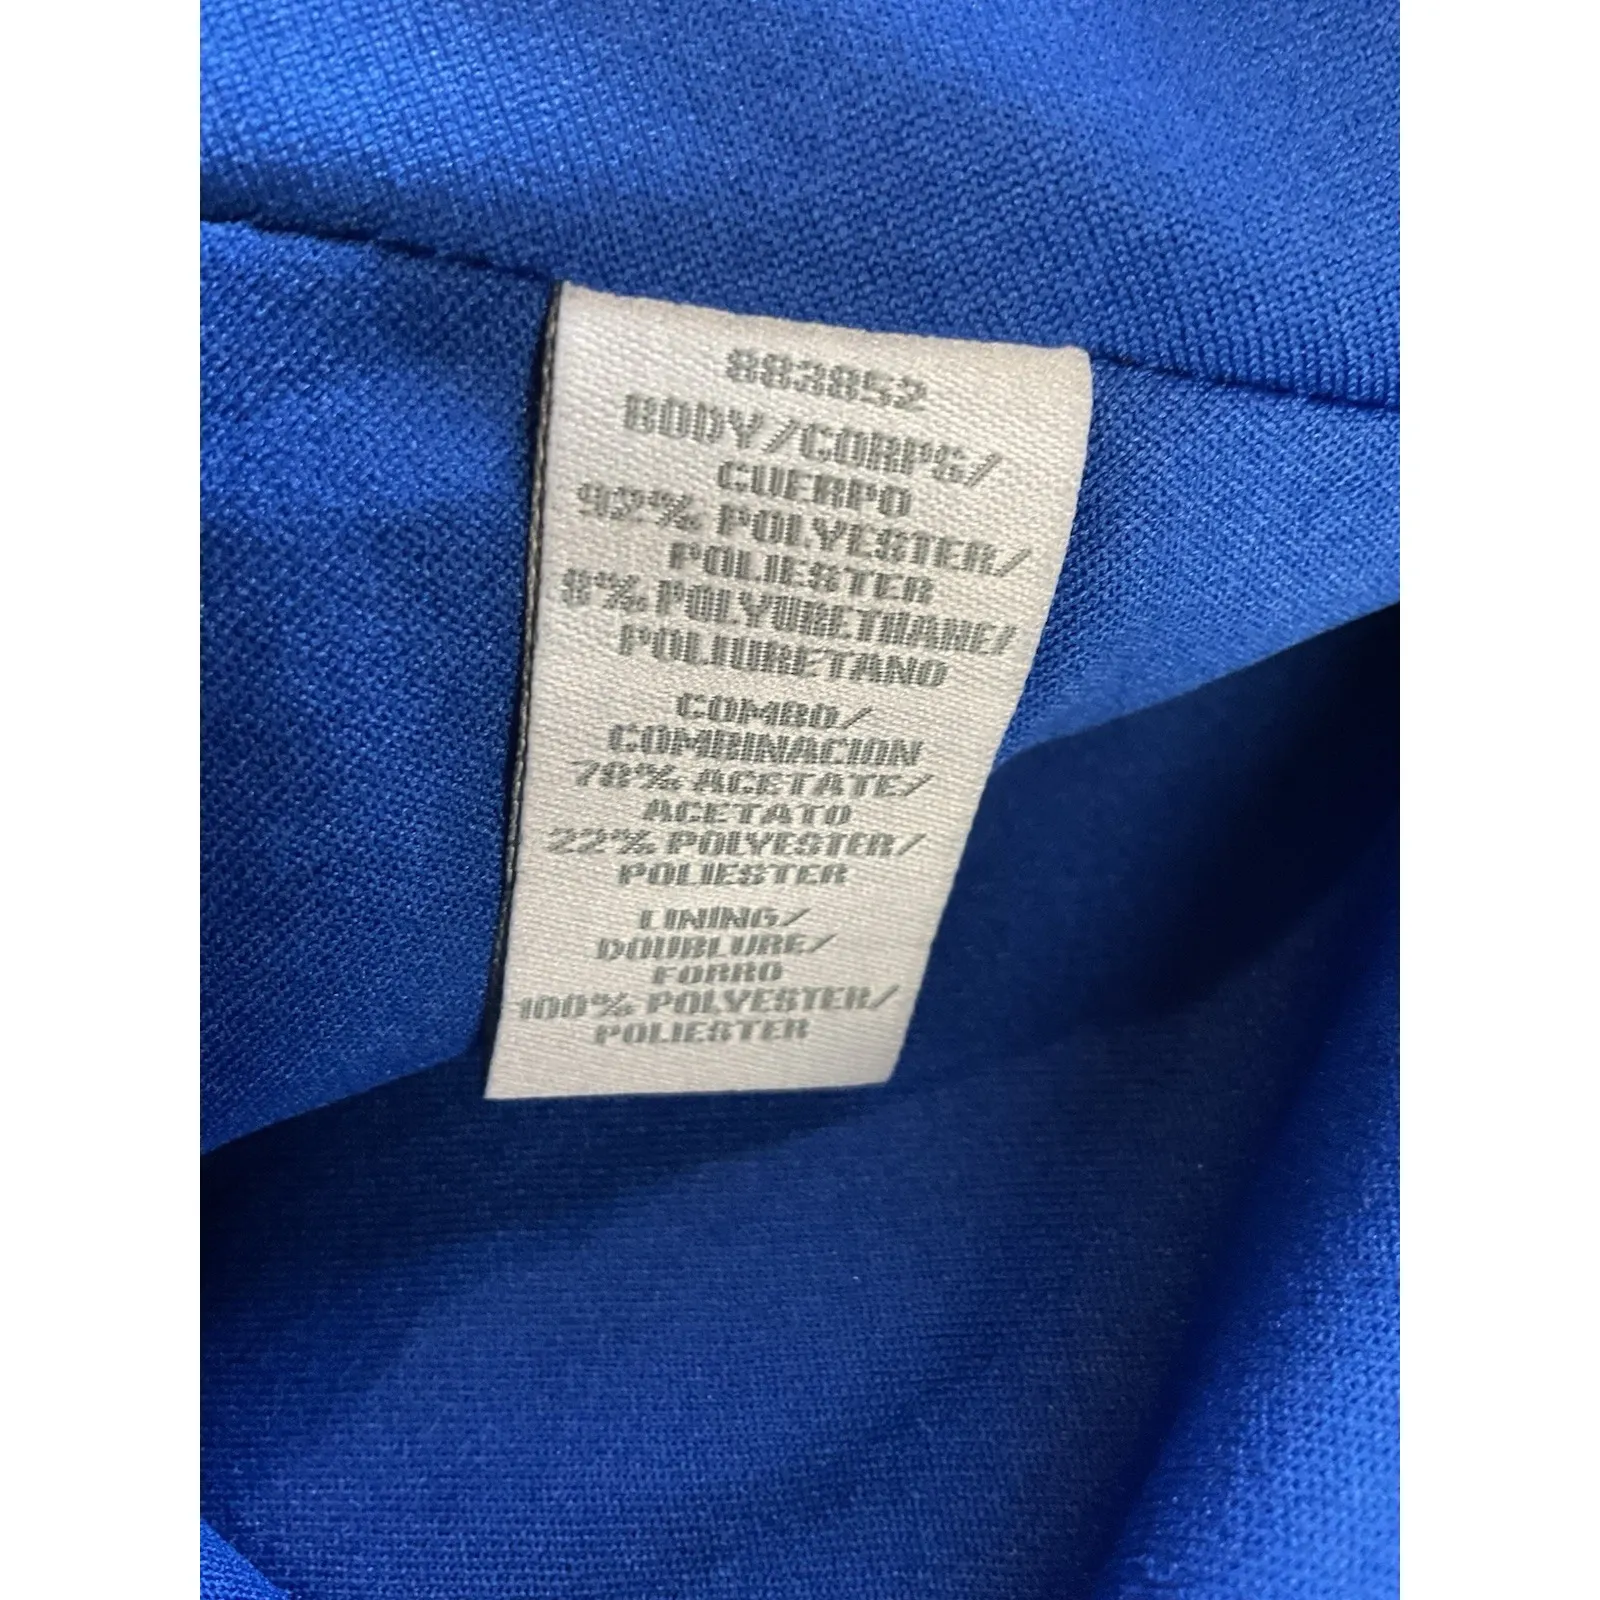 883852
BODY/CORPS/
CUERPO
92% POLYESTER/
POLIESTER
8% POLYURETHANE/
POLIURETANO
COMBO/
COMBINACION
78% ACETATE/
ACETATO
22% POLYESTER/
POLIESTER
LINING/
DOUBLURE/
FORRO
100% POLYESTER/
POLIESTER